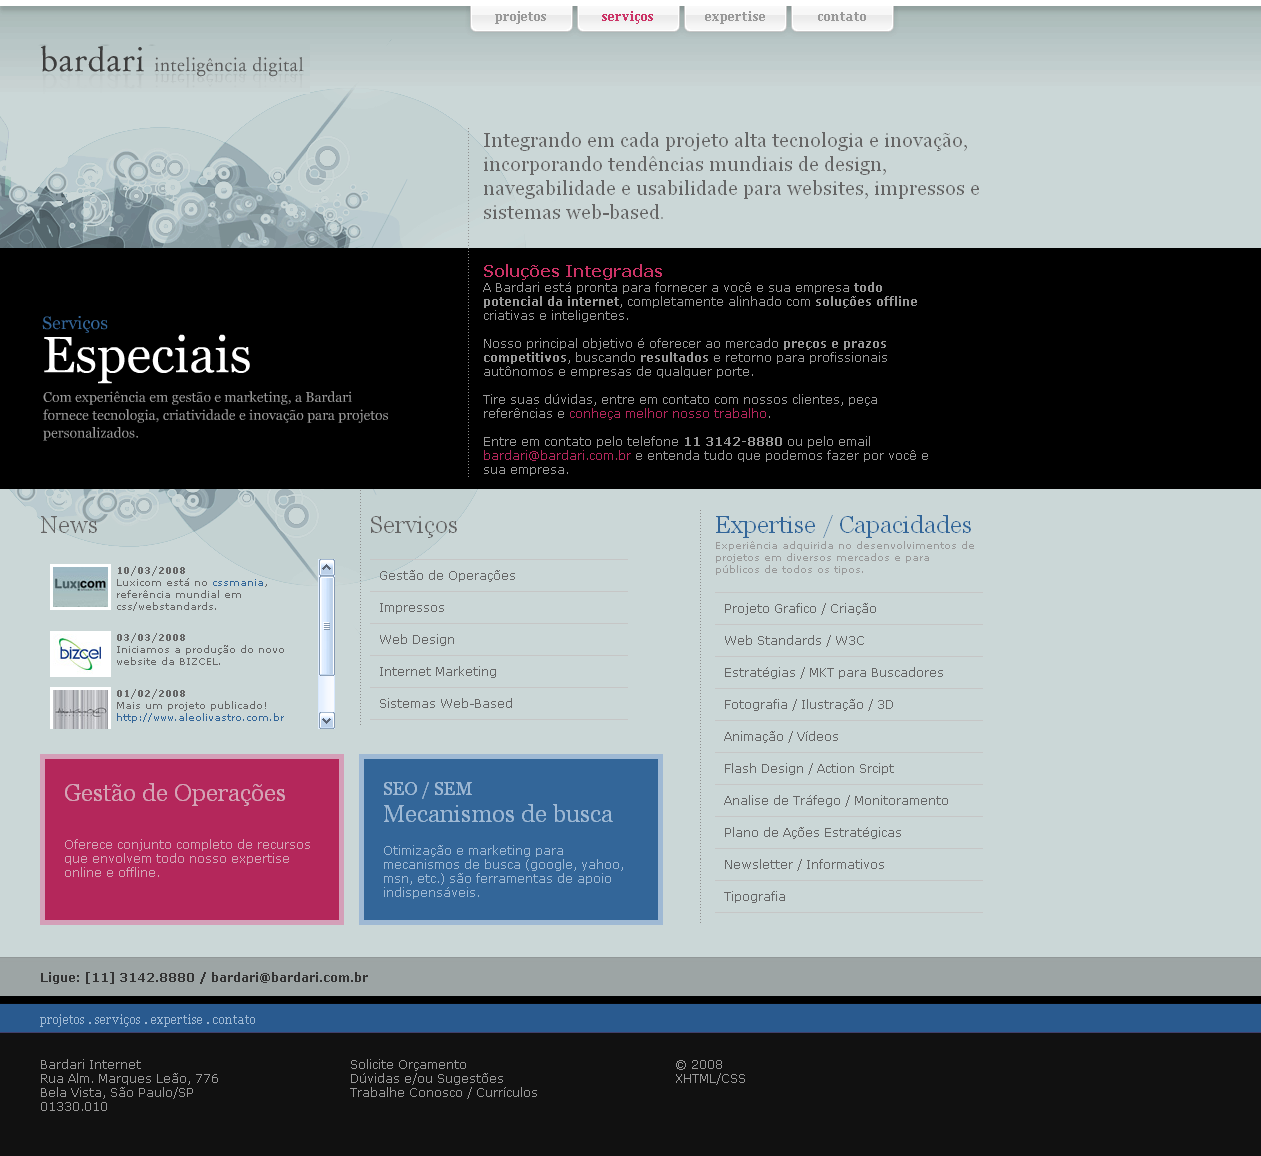 projetos
serviços
expertise
contato
bardari inteligência digital
Integrando em cada projeto alta tecnologia e inovação,
incorporando tendências mundiais de design,
navegabilidade e usabilidade para websites, impressos e
sistemas web-based.
Serviços
Especiais
Com experiência em gestão e marketing, a Bardari
fornece tecnologia, criatividade e inovação para projetos
personalizados.
Soluções Integradas
A Bardari está pronta para fornecer a você e sua empresa todo
potencial da internet, completamente alinhado com soluções offline
criativas e inteligentes.
Nosso principal objetivo é oferecer ao mercado preços e prazos
competitivos, buscando resultados e retorno para profissionais
autônomos e empresas de qualquer porte.
Tire suas dúvidas, entre em contato com nossos clientes, peça
referências e conheça melhor nosso trabalho.
Entre em contato pelo telefone 11 3142-8880 ou pelo email
bardari@bardari.com.br e entenda tudo que podemos fazer por você e
sua empresa.
News
Luxicom
10/03/2008
Luxicom está no cssmania,
referência mundial em
css/webstandards.
bizcel
03/03/2008
Iniciamos a produção do novo
website da BIZCEL.
01/02/2008
Mais um projeto publicado!
http://www.aleolivastro.com.br
Serviços
Gestão de Operações
Impressos
Web Design
Internet Marketing
Sistemas Web-Based
Expertise / Capacidades
Experiência adquirida no desenvolvimentos de
projetos em diversos mercados e para
públicos de todos os tipos.
Projeto Grafico / Criação
Web Standards / W3C
Estratégias / MKT para Buscadores
Fotografia / Ilustração / 3D
Animação / Vídeos
Flash Design / Action Srcipt
Analise de Tráfego / Monitoramento
Plano de Ações Estratégicas
Newsletter / Informativos
Tipografia
Gestão de Operações
Oferece conjunto completo de recursos
que envolvem todo nosso expertise
online e offline.
SEO / SEM
Mecanismos de busca
Otimização e marketing para
mecanismos de busca (google, yahoo,
msn, etc.) são ferramentas de apoio
indispensáveis.
Ligue: [11] 3142.8880 / bardari@bardari.com.br
projetos . serviços . expertise . contato
Bardari Internet
Rua Alm. Marques Leão, 776
Bela Vista, São Paulo/SP
01330.010
Solicite Orçamento
Dúvidas e/ou Sugestões
Trabalhe Conosco / Currículos
© 2008
XHTML/CSS